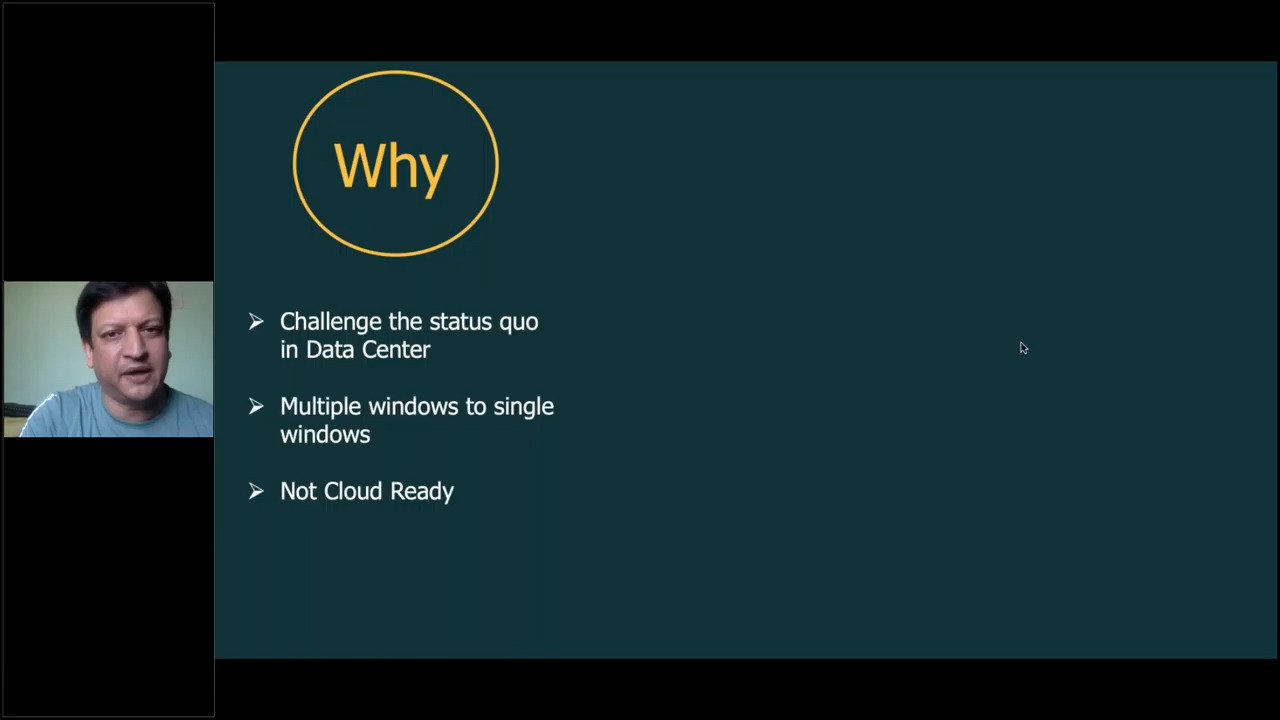 Why
Challenge the status quo
in Data Center
Multiple windows to single
windows
Not Cloud Ready